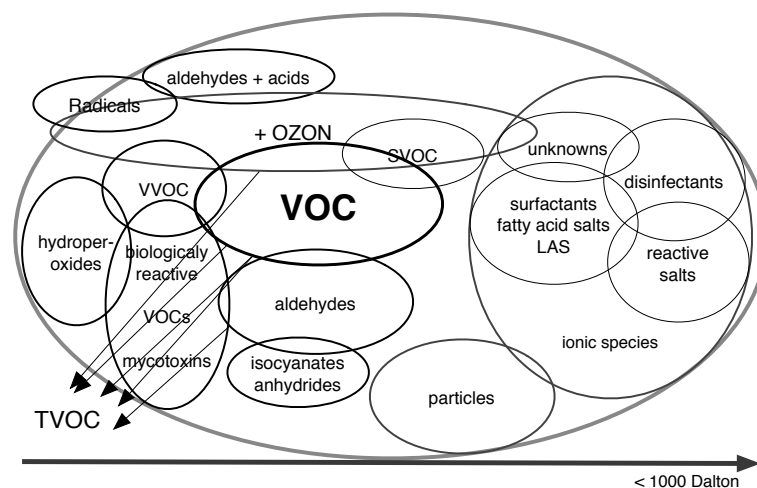 aldehydes + acids
Radicals
+ OZON
SVOC
unknowns
VVOC
VOC
disinfectants
surfactants
fatty acid salts
LAS
hydroper-
oxides
biologicaly
reactive
VOCs
mycotoxins
reactive
salts
aldehydes
ionic species
isocyanates
anhydrides
particles
TVOC
< 1000 Dalton